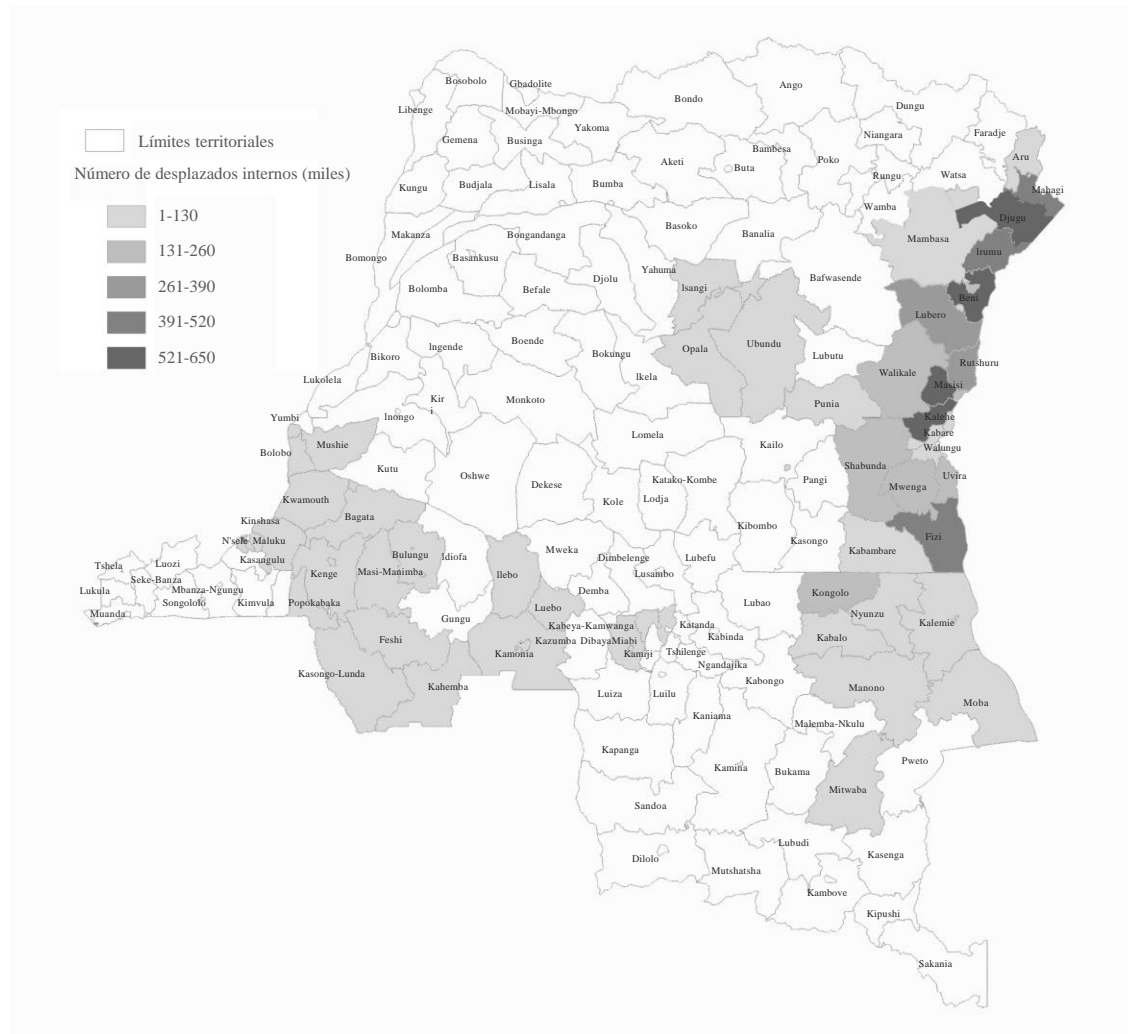 Límites territoriales
Número de desplazados internos (miles)
1-130
131-260
261-390
391-520
521-650
Bosobolo
Gbadolite
Libenge
Mobayi-Mbongo
Gemena
Businga
Yakoma
Bondo
Ango
Dungu
Niangara
Faradje
Aru
Kungu
Budjala
Lisala
Bumba
Aketi
Buta
Bambesa
Poko
Rungu
Watsa
Mahagi
Wamba
Djugu
Makanza
Bongandanga
Basoko
Banalia
Mambasa
Irumu
Bomongo
Basankusu
Yahuma
Isangi
Bafwasende
Bolomba
Befale
Djolu
Beni
Lubero
Ingende
Boende
Bokungu
Opala
Ubundu
Lubutu
Bikoro
Ikela
Walikale
Rutshuru
Lukolela
Kir
i
Monkoto
Punia
Masisi
Yumbi
Inongo
Kalehe
Bolobo
Mushie
Lomela
Kailo
Kabare
Walungu
Kutu
Oshwe
Dekese
Katako-Kombe
Pangi
Shabunda
Uvira
Kwamouth
Kole
Lodja
Mwenga
Bagata
Kinshasa
Kibombo
Kasongo
Fizi
N'sele
Maluku
Kasangulu
Bulungu
Idiofa
Mweka
Dimbelenge
Lubefu
Kabambare
Tshela
Luozi
Seke-Banza
Kenge
Masi-Manimba
Ilebo
Lusambo
Lukula
Mbanza-Ngungu
Demba
Kongolo
Muanda
Songololo
Kimvula
Popokabaka
Gungu
Luebo
Lubao
Nyunzu
Kalemie
Kabeya-Kamwanga
Katanda
Feshi
Kamonia
Kazumba
Dibaya
Miabi
Kabinda
Kabalo
Kamiji
Tshilenge
Ngandajika
Kasongo-Lunda
Kahemba
Luiza
Luilu
Kabongo
Manono
Moba
Kaniama
Malemba-Nkulu
Kapanga
Kamina
Bukama
Pweto
Mitwaba
Sandoa
Lubudi
Kasenga
Dilolo
Mutshatsha
Kambove
Kipushi
Sakania